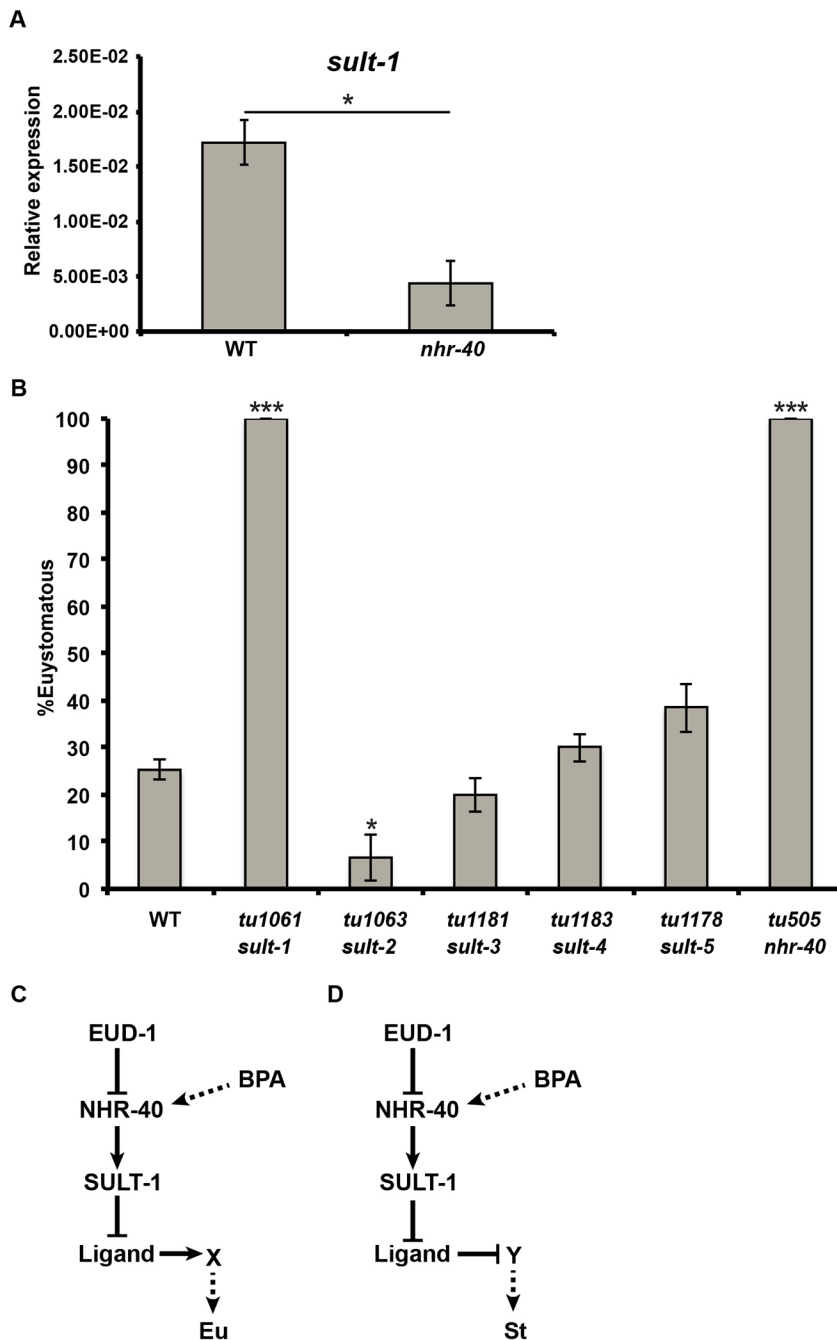 A
sult-1
Relative expression
2.50E-02
2.00E-02
1.50E-02
1.00E-02
5.00E-03
0.00E+00
*
WT
nhr-40
B
%Euystomatous
100
90
80
70
60
50
40
30
20
10
0
***
*
***
WT
tu1061 sult-1
tu1063 sult-2
tu1181 sult-3
tu1183 sult-4
tu1178 sult-5
tu505 nhr-40
C
EUD-1
BPA
NHR-40
SULT-1
Ligand
X
Eu
D
EUD-1
BPA
NHR-40
SULT-1
Ligand
Y
St